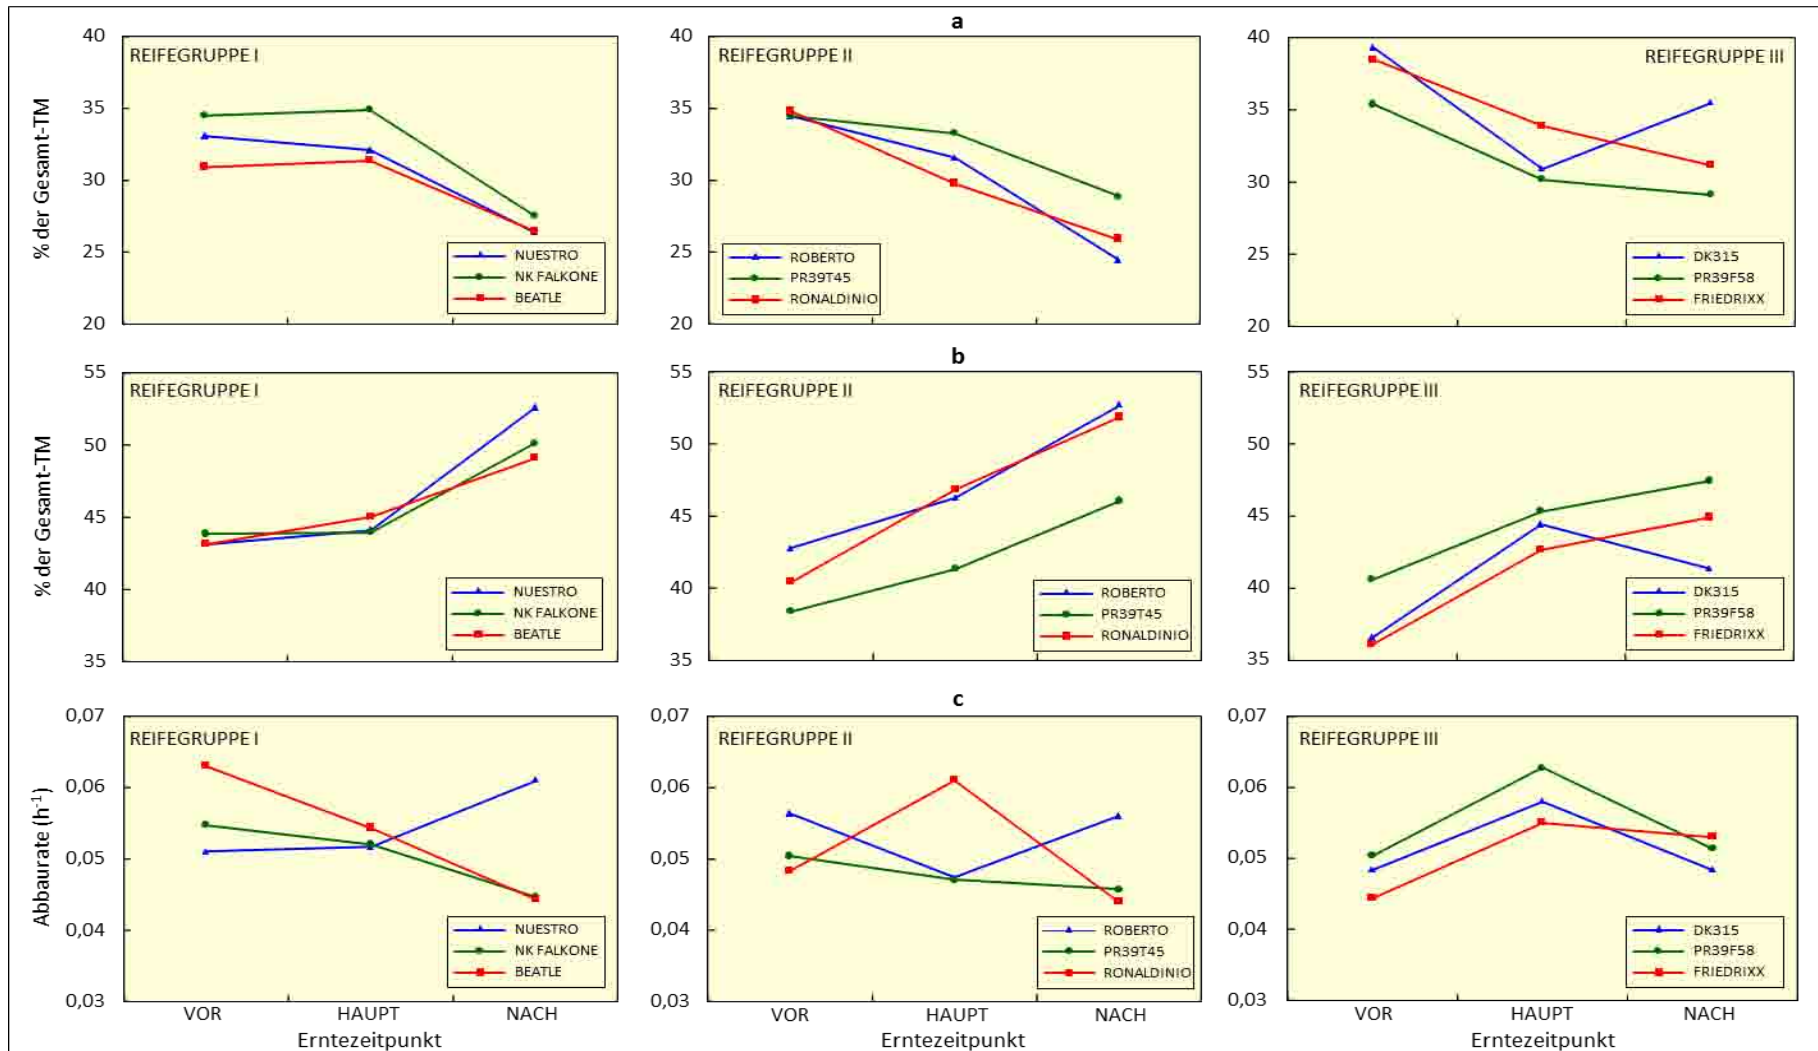 a
40
REIFEGRUPPE I
35
30
25
20
% der Gesamt-TM
NUESTRO
NK FALKONE
BEATLE
40
REIFEGRUPPE II
35
30
25
20
ROBERTO
PR39T45
RONALDINIO
40
REIFEGRUPPE III
35
30
25
20
DK315
PR39F58
FRIEDRIXX
b
55
REIFEGRUPPE I
50
45
40
35
% der Gesamt-TM
NUESTRO
NK FALKONE
BEATLE
55
REIFEGRUPPE II
50
45
40
35
ROBERTO
PR39T45
RONALDINIO
55
REIFEGRUPPE III
50
45
40
35
DK315
PR39F58
FRIEDRIXX
c
0,07
REIFEGRUPPE I
0,06
0,05
0,04
0,03
Abbaurate (h⁻¹)
NUESTRO
NK FALKONE
BEATLE
VOR HAUPT NACH
Erntezeitpunkt
0,07
REIFEGRUPPE II
0,06
0,05
0,04
0,03
ROBERTO
PR39T45
RONALDINIO
VOR HAUPT NACH
Erntezeitpunkt
0,07
REIFEGRUPPE III
0,06
0,05
0,04
0,03
DK315
PR39F58
FRIEDRIXX
VOR HAUPT NACH
Erntezeitpunkt